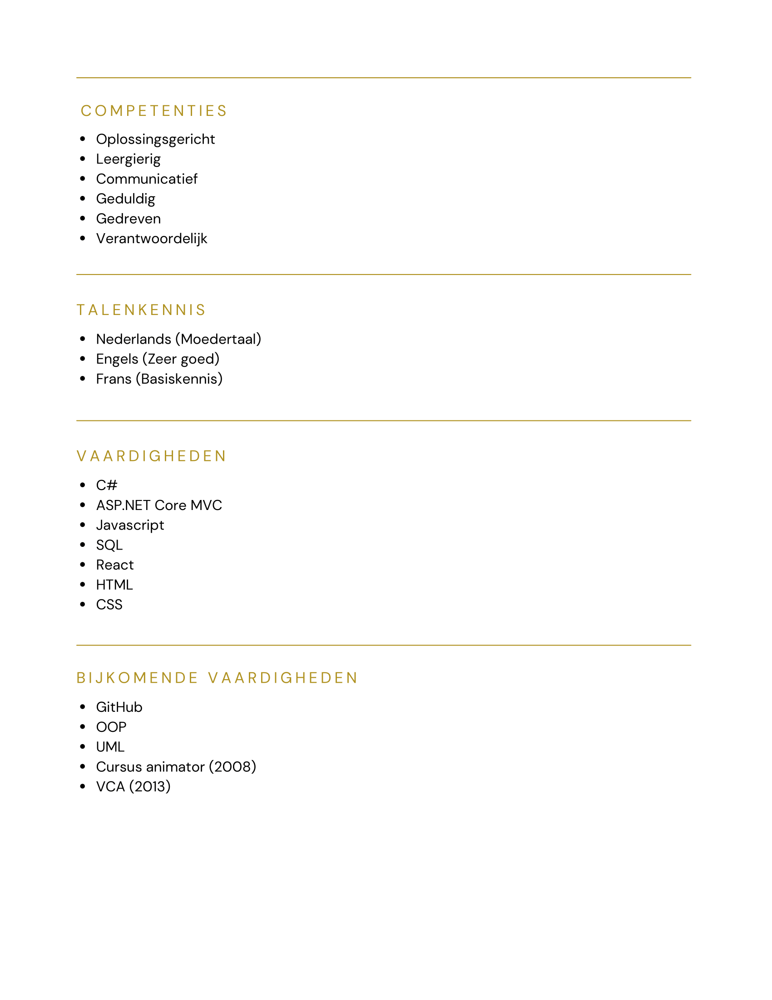 COMPETENTIES
• Oplossingsgericht
• Leergierig
• Communicatief
• Geduldig
• Gedreven
• Verantwoordelijk
TALENKENNIS
• Nederlands (Moedertaal)
• Engels (Zeer goed)
• Frans (Basiskennis)
VAARDIGHEDEN
• C#
• ASP.NET Core MVC
• Javascript
• SQL
• React
• HTML
• CSS
BIJKOMENDE VAARDIGHEDEN
• GitHub
• OOP
• UML
• Cursus animator (2008)
• VCA (2013)